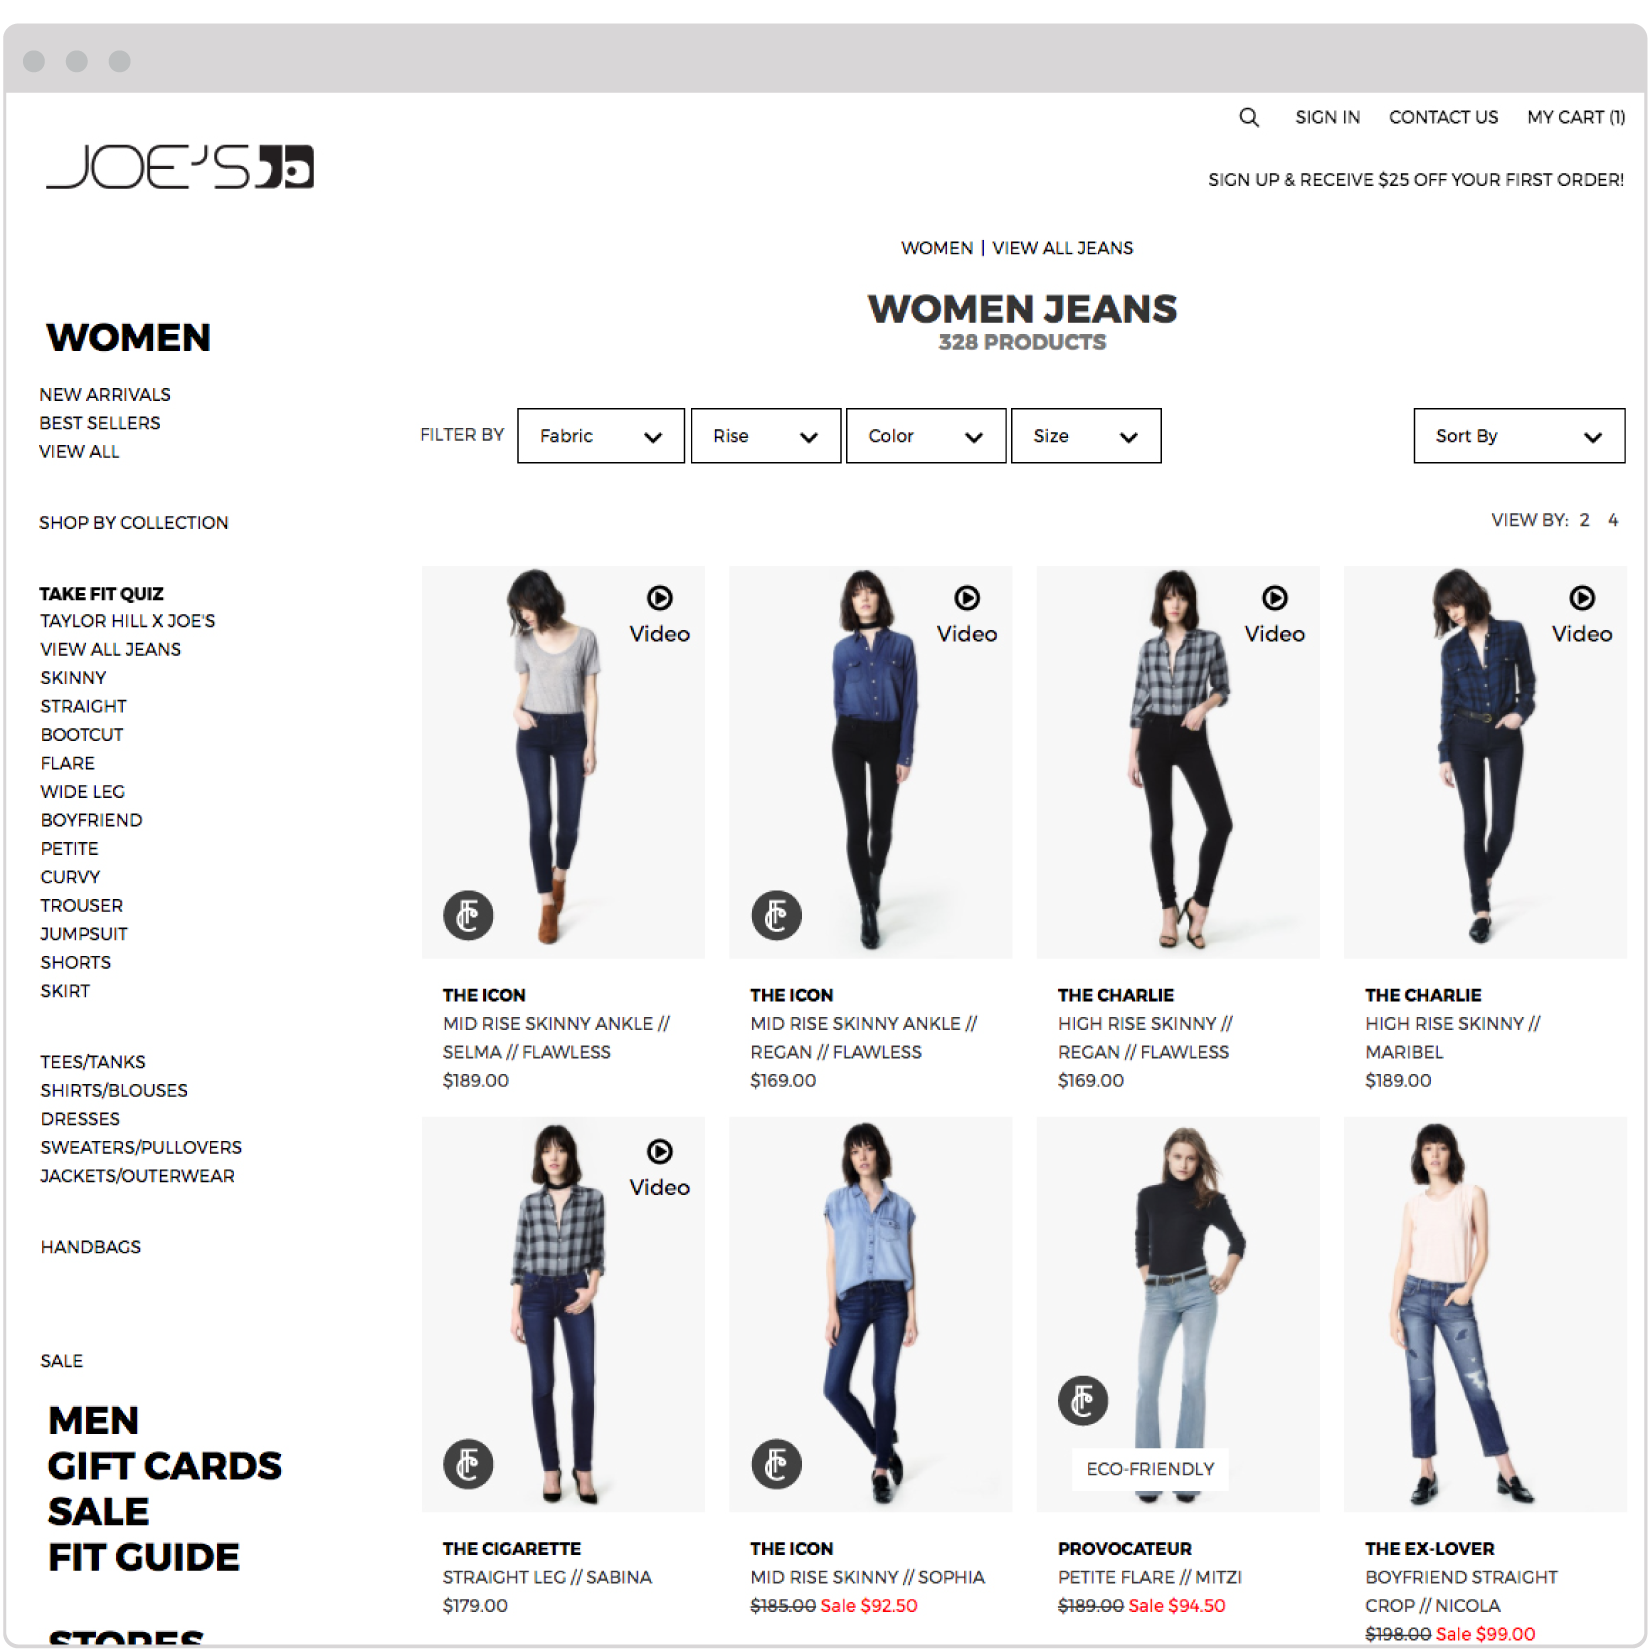 SIGN IN CONTACT US MY CART (1)
JOE'S
SIGN UP & RECEIVE $25 OFF YOUR FIRST ORDER!
WOMEN | VIEW ALL JEANS
WOMEN JEANS
328 PRODUCTS
WOMEN
NEW ARRIVALS
BEST SELLERS
VIEW ALL
SHOP BY COLLECTION
TAKE FIT QUIZ
TAYLOR HILL X JOE'S
VIEW ALL JEANS
SKINNY
STRAIGHT
BOOTCUT
FLARE
WIDE LEG
BOYFRIEND
PETITE
CURVY
TROUSER
JUMPSUIT
SHORTS
SKIRT
TEES/TANKS
SHIRTS/BLOUSES
DRESSES
SWEATERS/PULLOVERS
JACKETS/OUTERWEAR
HANDBAGS
SALE
MEN
GIFT CARDS
SALE
FIT GUIDE
STORES
FILTER BY Fabric Rise Color Size Sort By
VIEW BY: 2 4
Video Video Video Video
THE ICON
MID RISE SKINNY ANKLE //
SELMA // FLAWLESS
$189.00
THE ICON
MID RISE SKINNY ANKLE //
REGAN // FLAWLESS
$169.00
THE CHARLIE
HIGH RISE SKINNY //
REGAN // FLAWLESS
$169.00
THE CHARLIE
HIGH RISE SKINNY //
MARIBEL
$189.00
Video
ECO-FRIENDLY
THE CIGARETTE
STRAIGHT LEG // SABINA
$179.00
THE ICON
MID RISE SKINNY // SOPHIA
$185.00 Sale $92.50
PROVOCATEUR
PETITE FLARE // MITZI
$189.00 Sale $94.50
THE EX-LOVER
BOYFRIEND STRAIGHT
CROP // NICOLA
$198.00 Sale $99.00